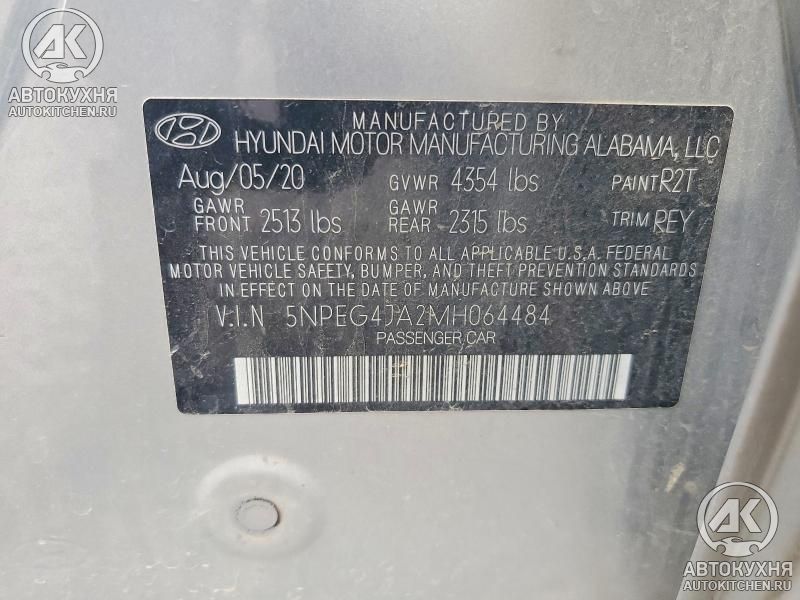 AK
АВТОКУХНЯ
AUTOKITCHEN.RU
MANUFACTURED BY
HYUNDAI MOTOR MANUFACTURING ALABAMA, LLC
Aug/05/20 GVWR 4354 lbs PAINT R2T
GAWR FRONT 2513 lbs GAWR REAR 2315 lbs TRIM REY
THIS VEHICLE CONFORMS TO ALL APPLICABLE U.S.A. FEDERAL
MOTOR VEHICLE SAFETY, BUMPER, AND THEFT PREVENTION STANDARDS
IN EFFECT ON THE DATE OF MANUFACTURE SHOWN ABOVE.
V.I.N 5NPEG4JA2MH064484
PASSENGER CAR
AK
АВТОКУХНЯ
AUTOKITCHEN.RU